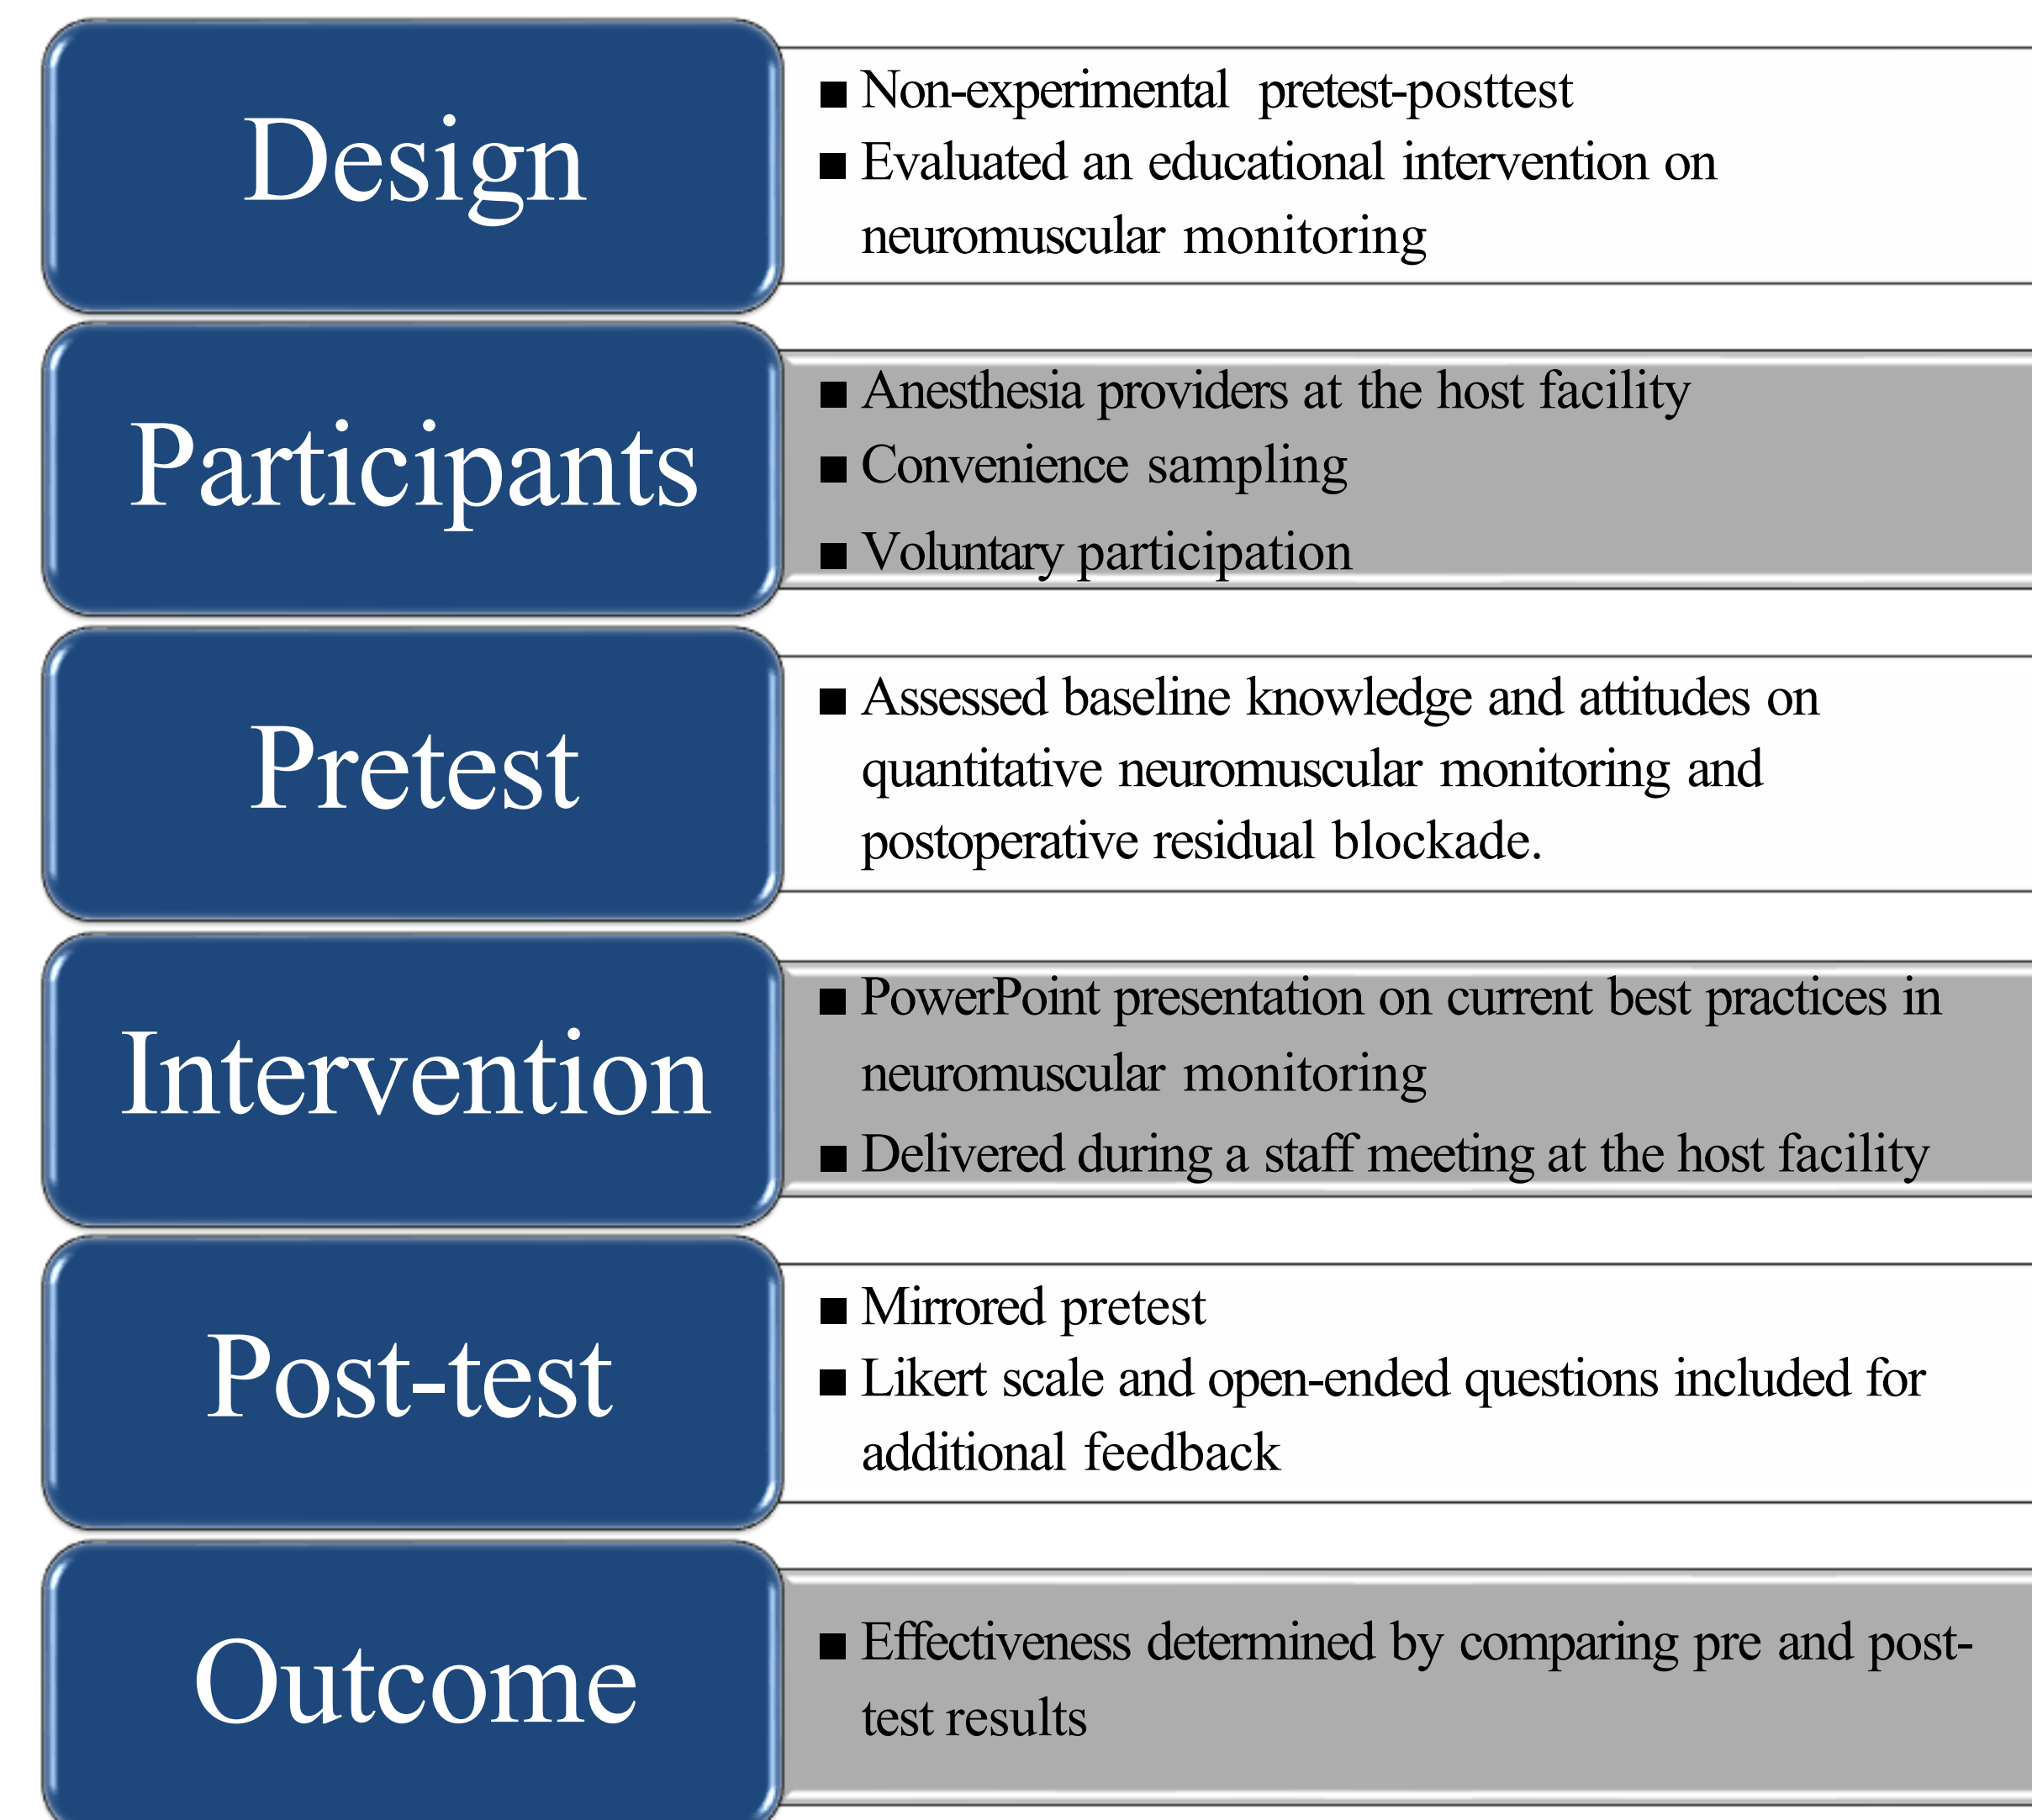 Design
■ Non-experimental pretest-posttest
■ Evaluated an educational intervention on
neuromuscular monitoring
Participants
■ Anesthesia providers at the host facility
■ Convenience sampling
■ Voluntary participation
Pretest
■ Assessed baseline knowledge and attitudes on
quantitative neuromuscular monitoring and
postoperative residual blockade.
Intervention
■ PowerPoint presentation on current best practices in
neuromuscular monitoring
■ Delivered during a staff meeting at the host facility
Post-test
■ Mirrored pretest
■ Likert scale and open-ended questions included for
additional feedback
Outcome
■ Effectiveness determined by comparing pre and post-
test results